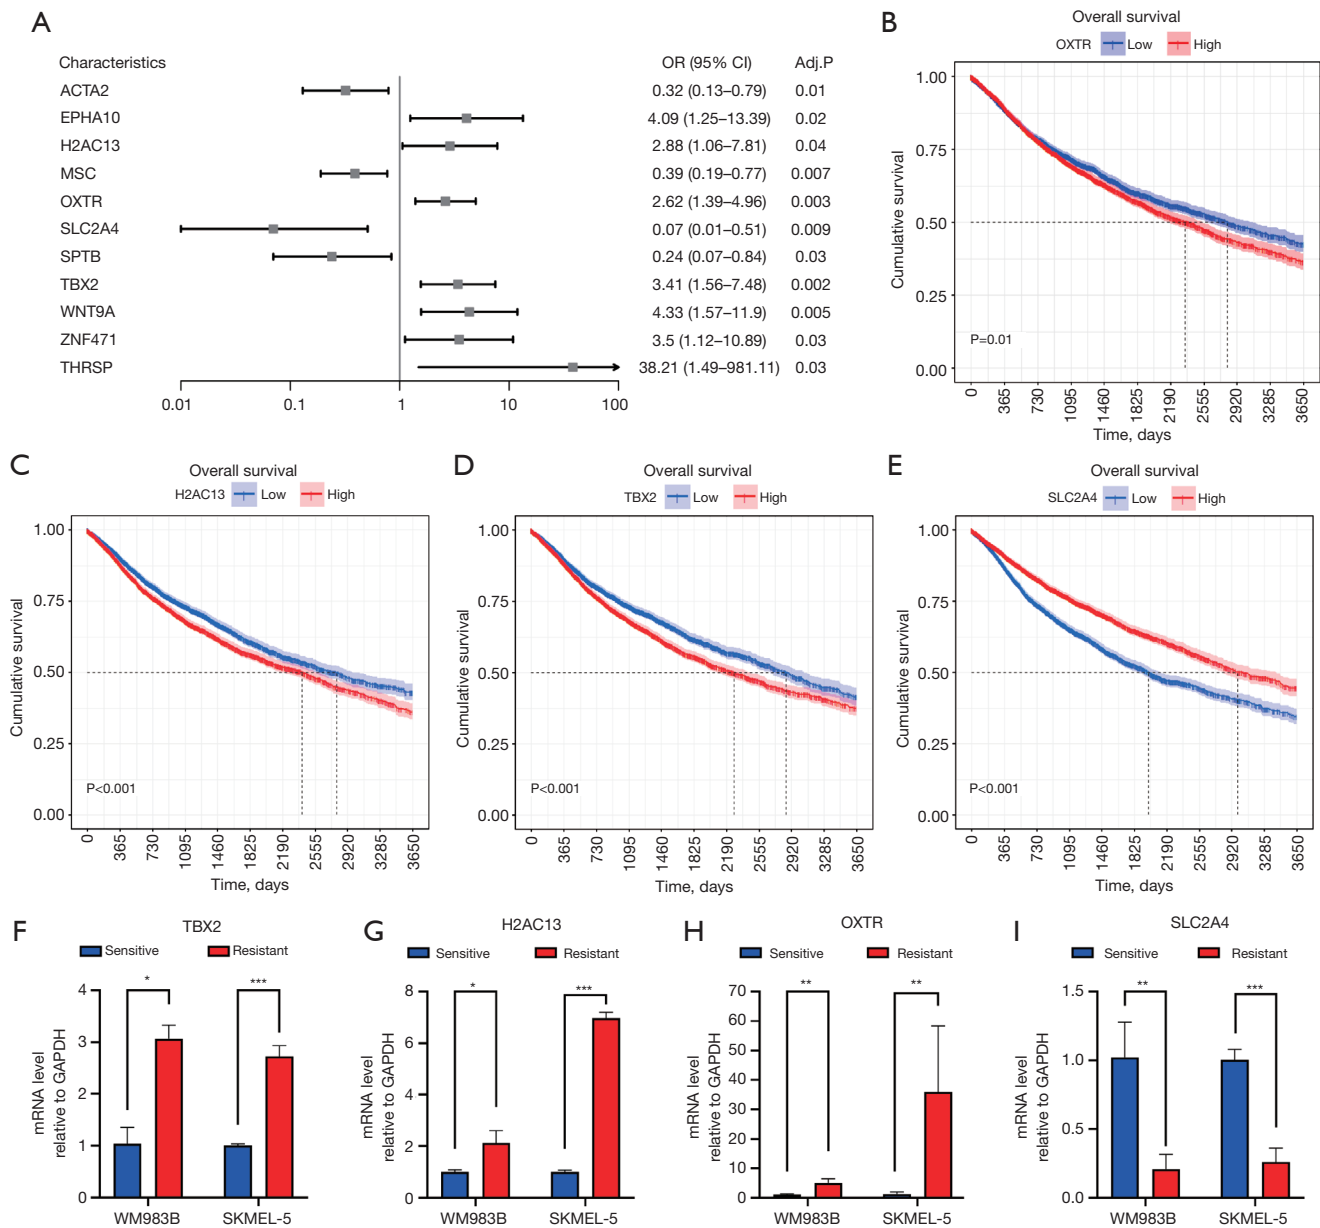 A
Characteristics OR (95% CI) Adj.P
ACTA2 0.32 (0.13–0.79) 0.01
EPHA10 4.09 (1.25–13.39) 0.02
H2AC13 2.88 (1.06–7.81) 0.04
MSC 0.39 (0.19–0.77) 0.007
OXTR 2.62 (1.39–4.96) 0.003
SLC2A4 0.07 (0.01–0.51) 0.009
SPTB 0.24 (0.07–0.84) 0.03
TBX2 3.41 (1.56–7.48) 0.002
WNT9A 4.33 (1.57–11.9) 0.005
ZNF471 3.5 (1.12–10.89) 0.03
THRSP 38.21 (1.49–981.11) 0.03
0.01 0.1 1 10 100
B
Overall survival
OXTR Low High
Cumulative survival
1.00
0.75
0.50
0.25
0.00
P=0.01
0 365 730 1095 1460 1825 2190 2555 2920 3285 3650
Time, days
C
Overall survival
H2AC13 Low High
Cumulative survival
1.00
0.75
0.50
0.25
0.00
P<0.001
0 365 730 1095 1460 1825 2190 2555 2920 3285 3650
Time, days
D
Overall survival
TBX2 Low High
Cumulative survival
1.00
0.75
0.50
0.25
0.00
P<0.001
0 365 730 1095 1460 1825 2190 2555 2920 3285 3650
Time, days
E
Overall survival
SLC2A4 Low High
Cumulative survival
1.00
0.75
0.50
0.25
0.00
P<0.001
0 365 730 1095 1460 1825 2190 2555 2920 3285 3650
Time, days
F
TBX2
Sensitive Resistant
mRNA level
relative to GAPDH
4
3
2
1
0
* ***
WM983B SKMEL-5
G
H2AC13
Sensitive Resistant
mRNA level
relative to GAPDH
8
6
4
2
0
* ***
WM983B SKMEL-5
H
OXTR
Sensitive Resistant
mRNA level
relative to GAPDH
70
60
50
40
30
20
10
0
** **
WM983B SKMEL-5
I
SLC2A4
Sensitive Resistant
mRNA level
relative to GAPDH
1.5
1.0
0.5
0.0
** ***
WM983B SKMEL-5